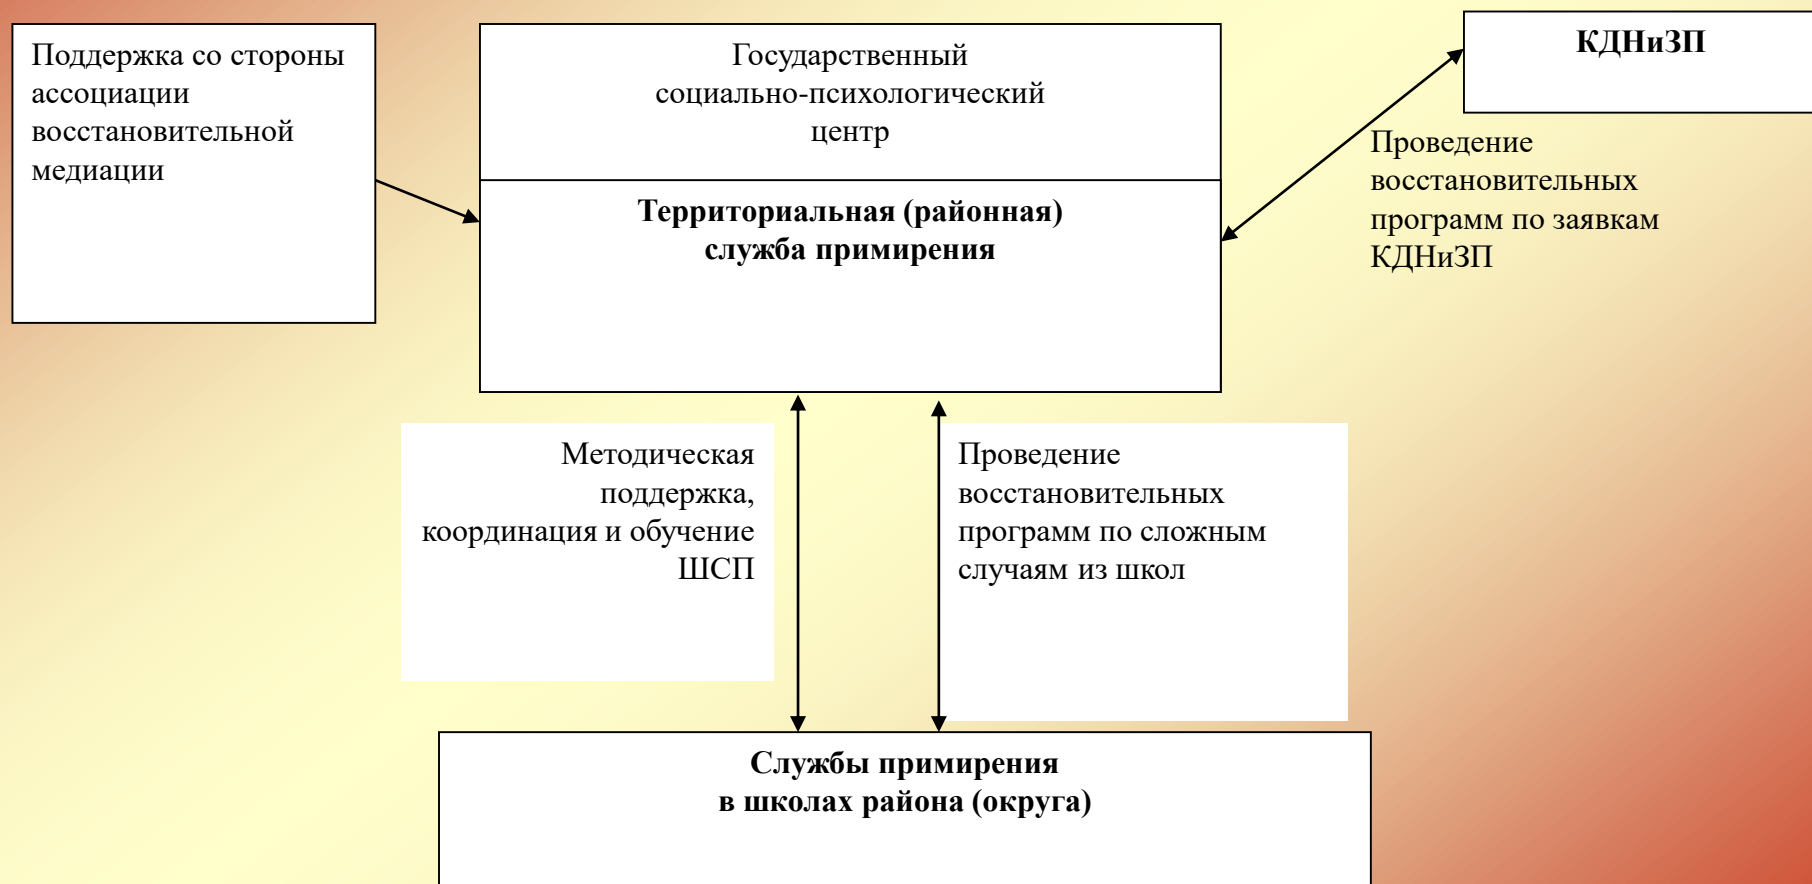 Поддержка со стороны
ассоциации
восстановительной
медиации
Государственный
социально-психологический
центр
Территориальная (районная)
служба примирения
КДНиЗП
Проведение
восстановительных
программ по заявкам
КДНиЗП
Методическая
поддержка,
координация и обучение
ШСП
Проведение
восстановительных
программ по сложным
случаям из школ
Службы примирения
в школах района (округа)